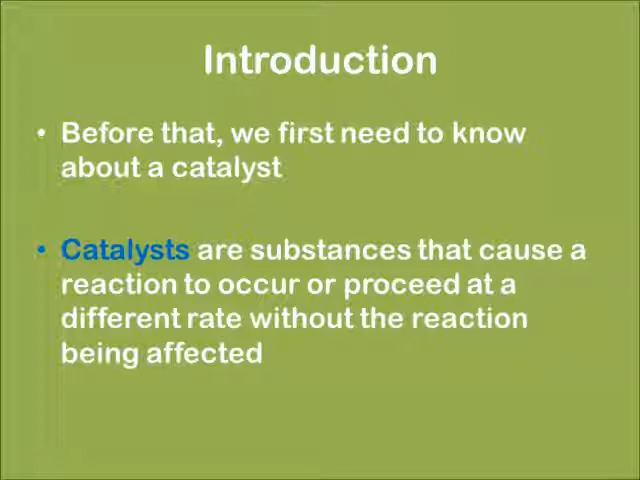 Introduction
• Before that, we first need to know
about a catalyst
• Catalysts are substances that cause a
reaction to occur or proceed at a
different rate without the reaction
being affected